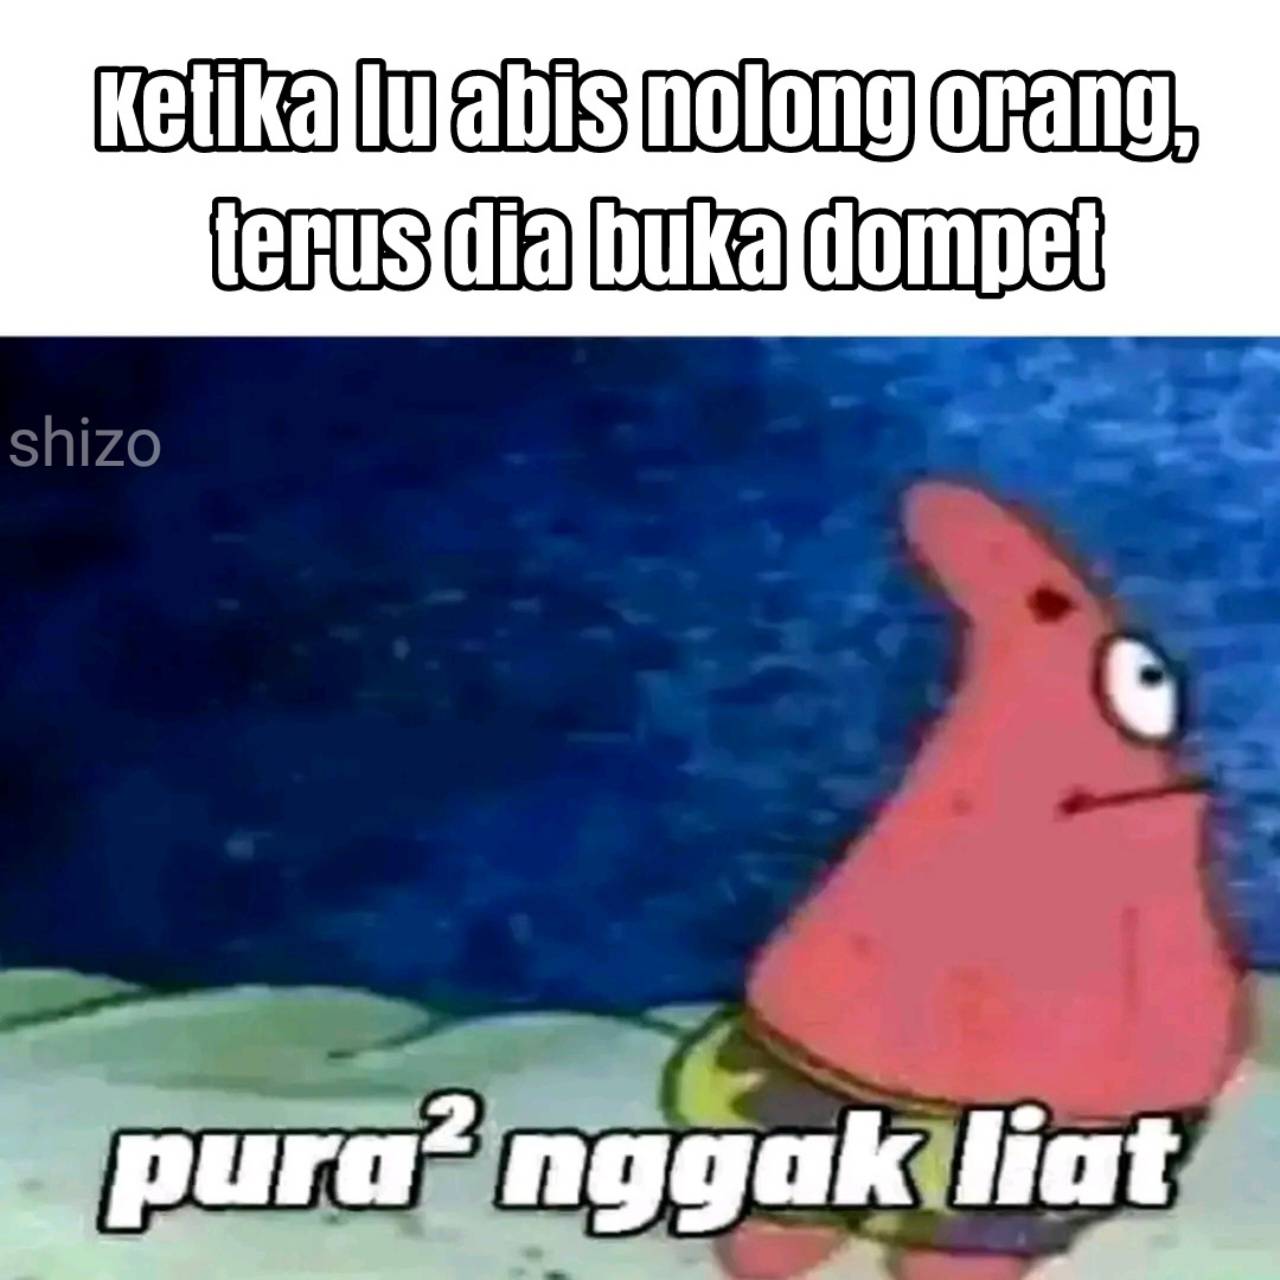 Ketika lu abis nolong orang,
terus dia buka dompet
shizo
pura² nggak liat